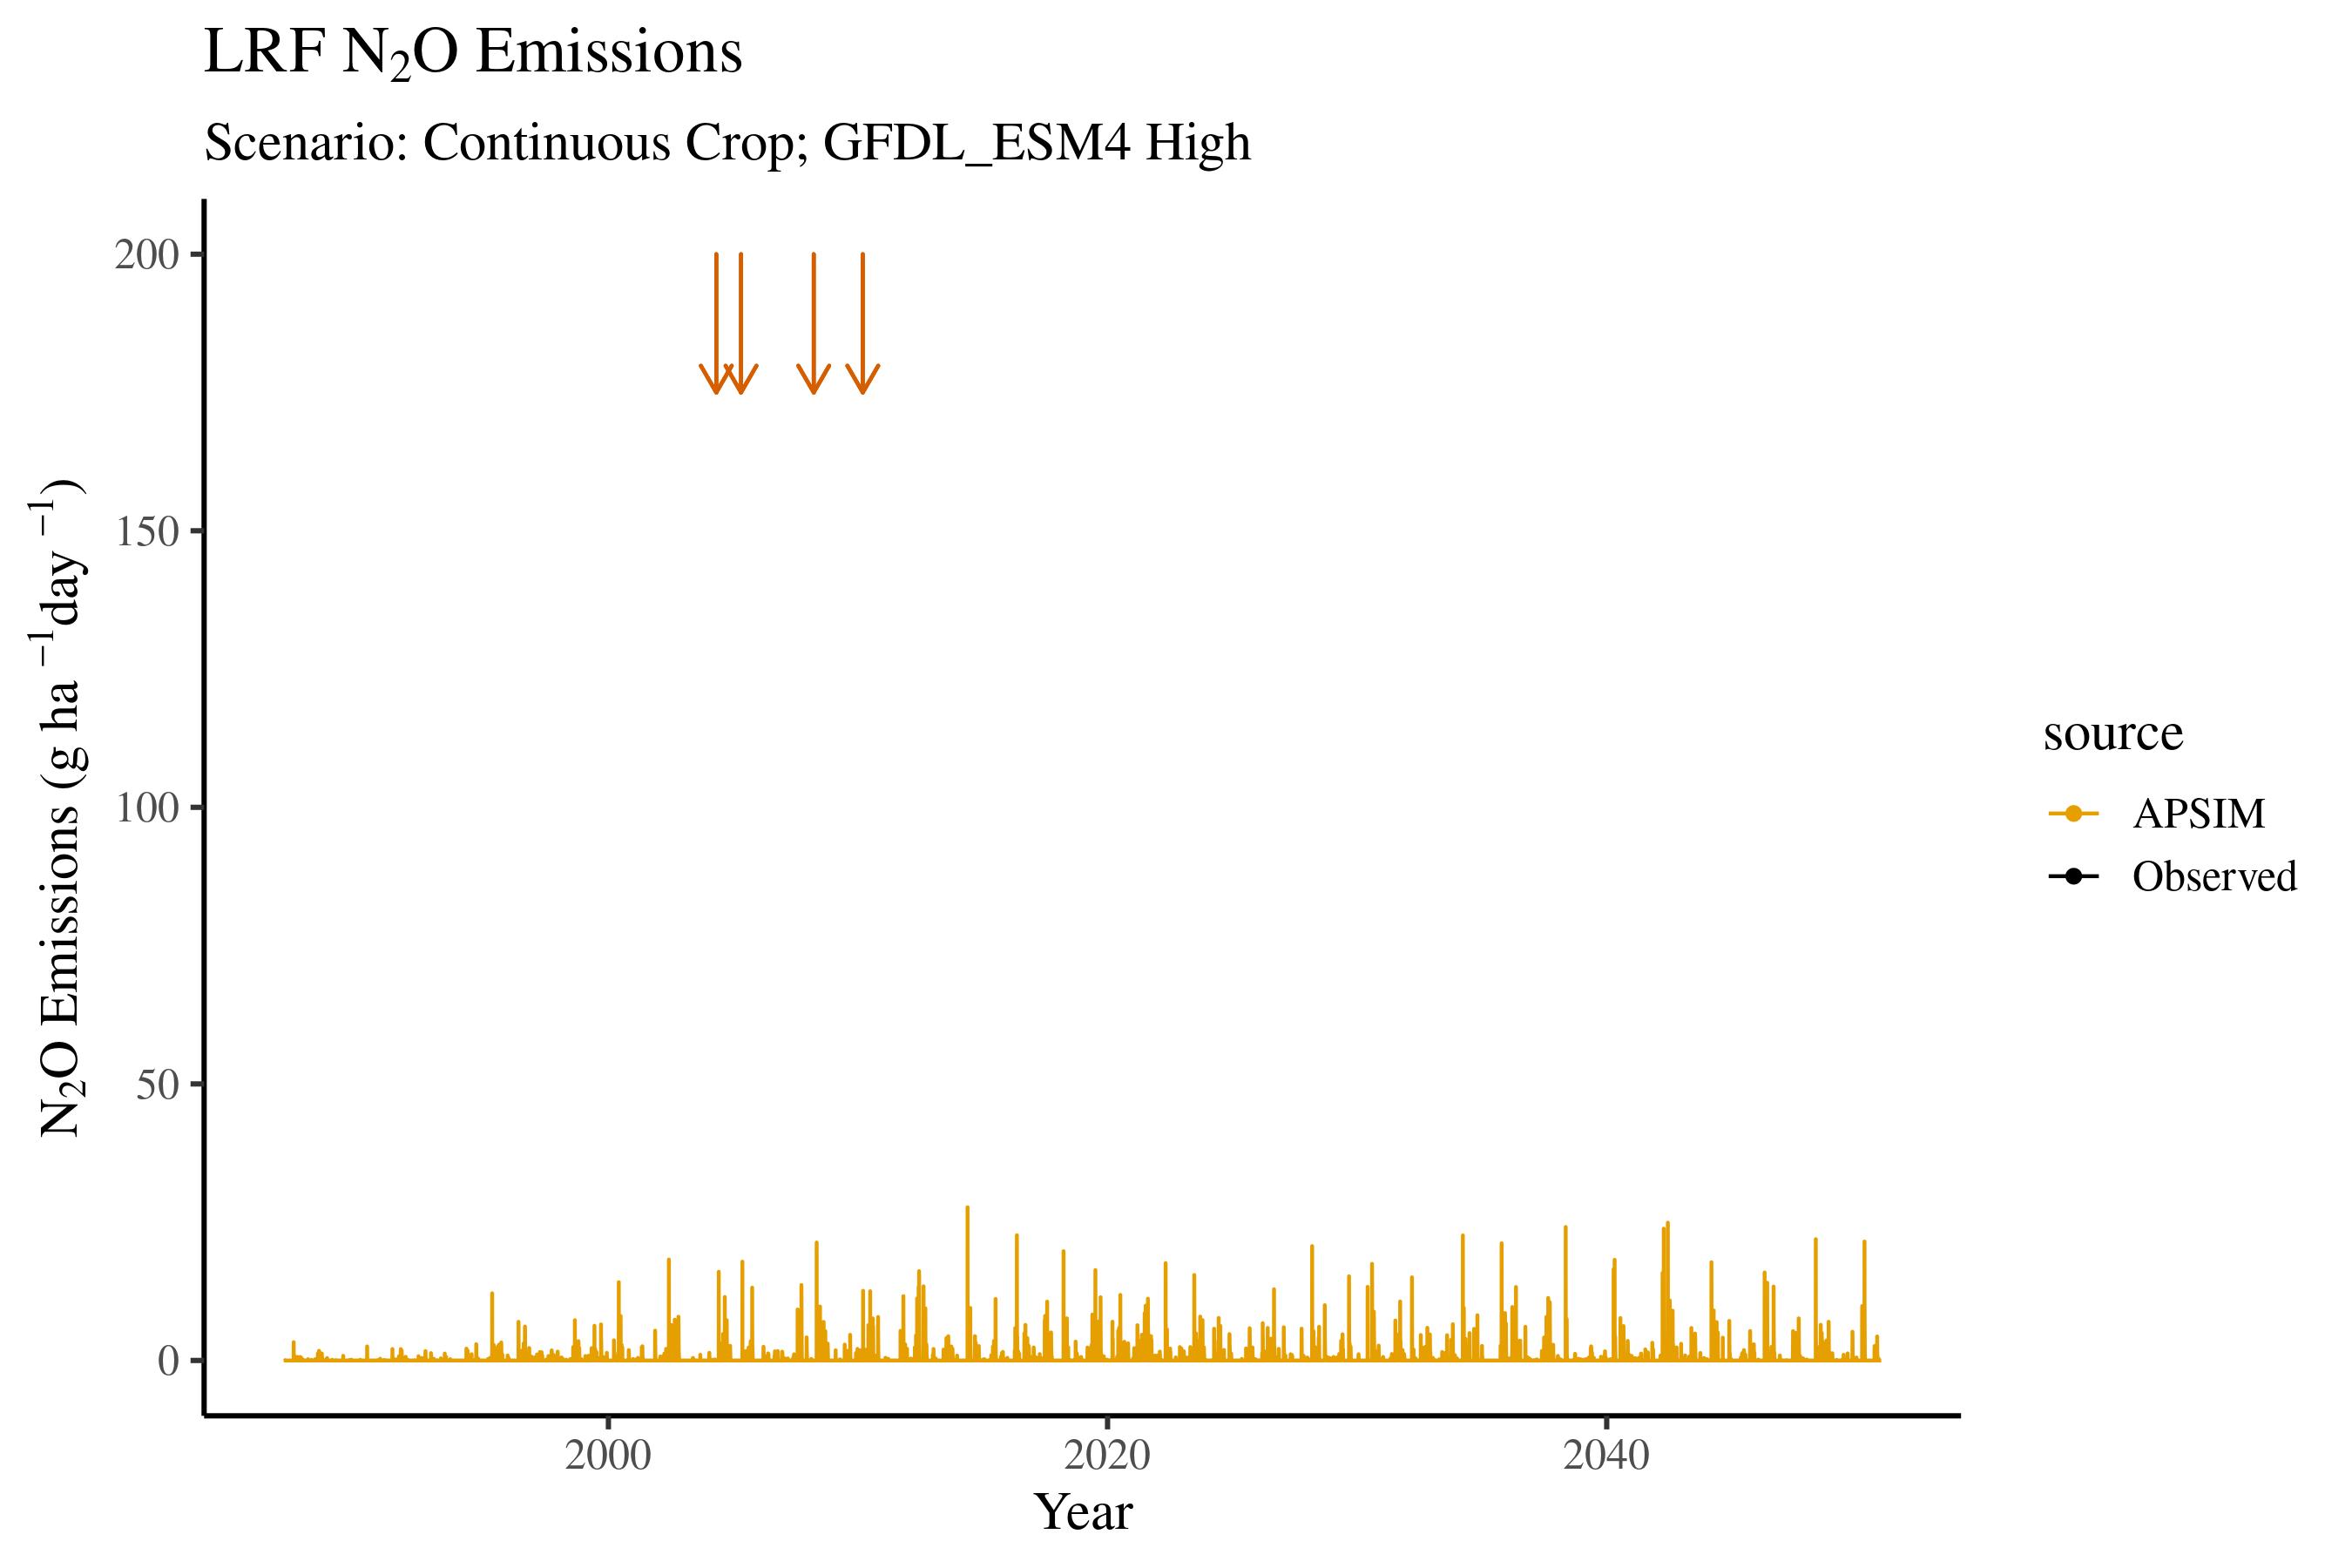 LRF N₂O Emissions
Scenario: Continuous Crop; GFDL_ESM4 High
N₂O Emissions (g ha ⁻¹day ⁻¹)
200
150
100
50
0
2000
2020
2040
Year
source
APSIM
Observed